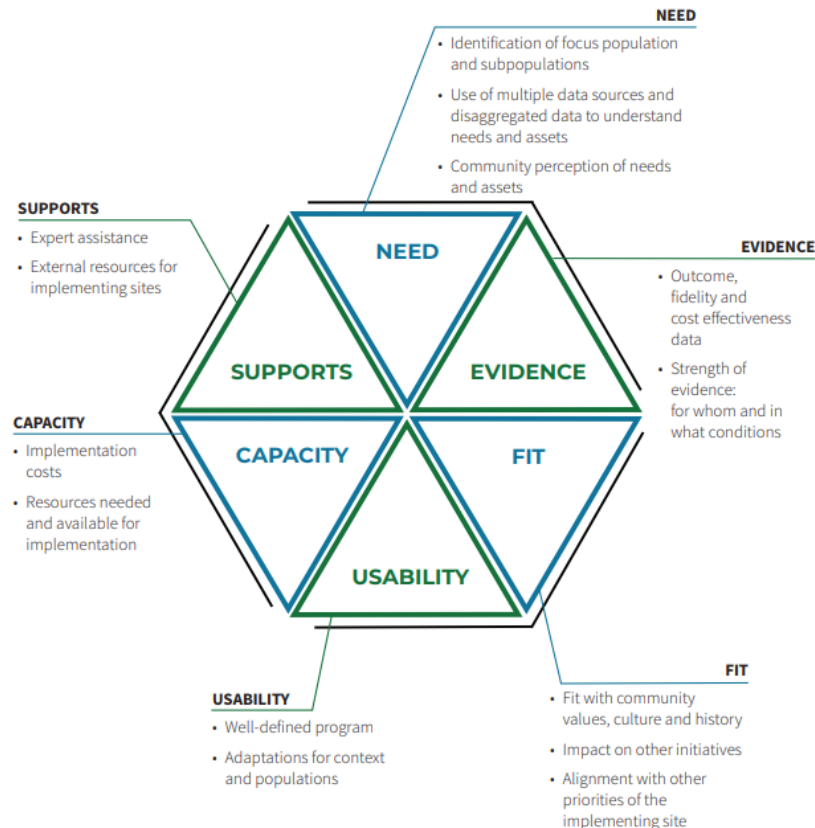 NEED
• Identification of focus population
and subpopulations
• Use of multiple data sources and
disaggregated data to understand
needs and assets
• Community perception of needs
and assets
SUPPORTS
• Expert assistance
• External resources for
implementing sites
EVIDENCE
• Outcome,
fidelity and
cost effectiveness
data
• Strength of
evidence:
for whom and in
what conditions
NEED
SUPPORTS
EVIDENCE
CAPACITY
FIT
USABILITY
CAPACITY
• Implementation
costs
• Resources needed
and available for
implementation
USABILITY
• Well-defined program
• Adaptations for context
and populations
FIT
• Fit with community
values, culture and history
• Impact on other initiatives
• Alignment with other
priorities of the
implementing site